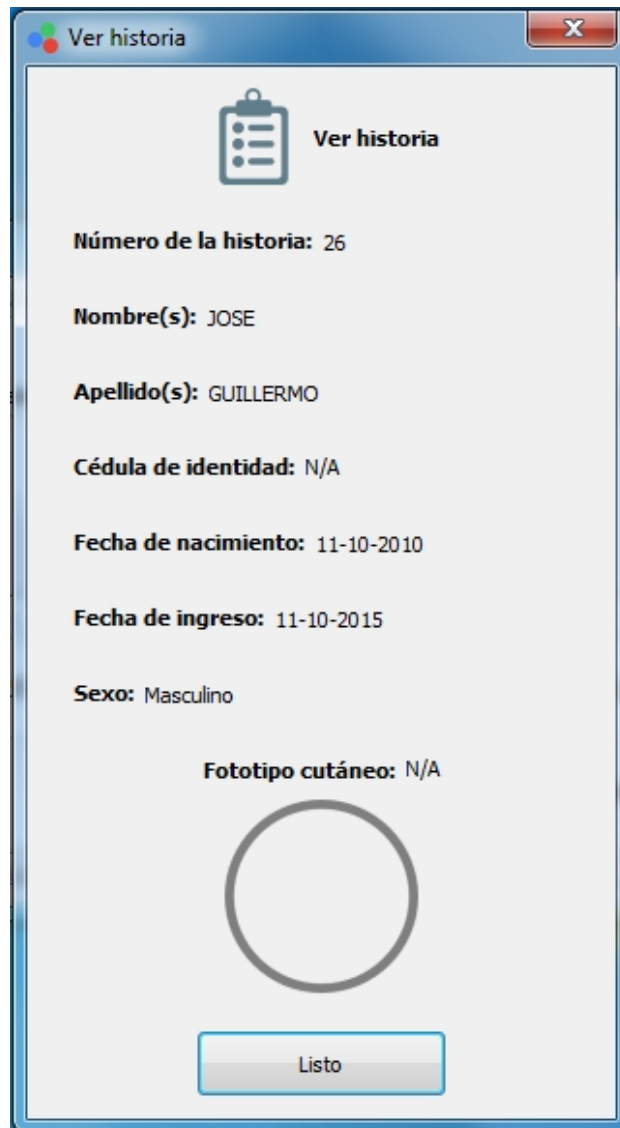 Ver historia
Ver historia
Número de la historia: 26
Nombre(s): JOSE
Apellido(s): GUILLERMO
Cédula de identidad: N/A
Fecha de nacimiento: 11-10-2010
Fecha de ingreso: 11-10-2015
Sexo: Masculino
Fototipo cutáneo: N/A
Listo